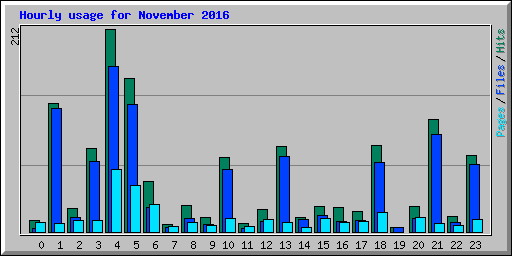 Hourly usage for November 2016
212
Pages/Files/Hits
0 1 2 3 4 5 6 7 8 9 10 11 12 13 14 15 16 17 18 19 20 21 22 23